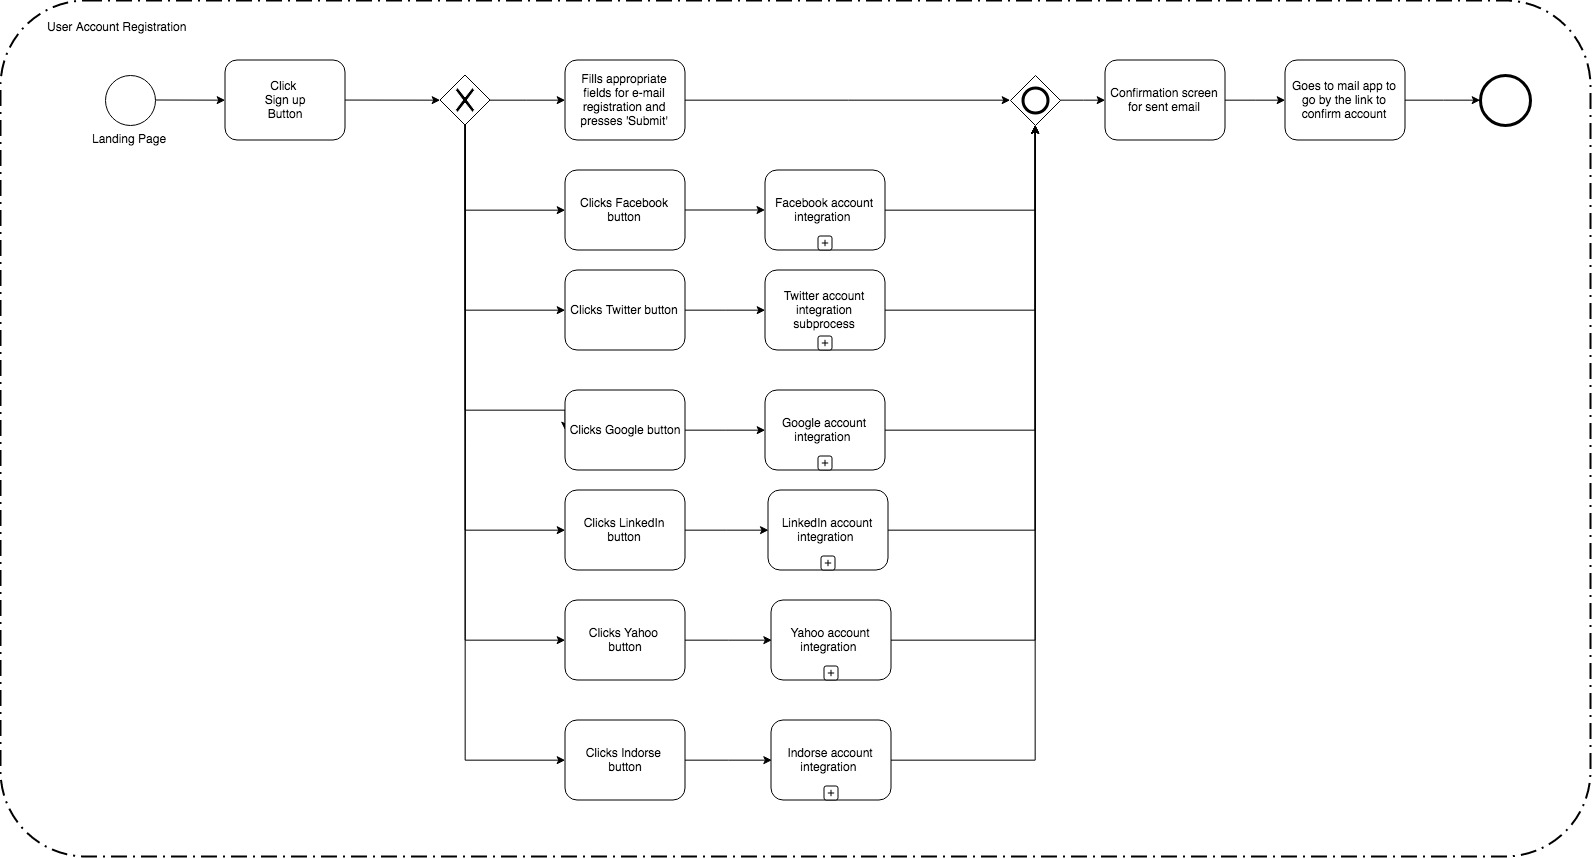 User Account Registration
Landing Page
Click
Sign up
Button
Fills appropriate
fields for e-mail
registration and
presses 'Submit'
Confirmation screen
for sent email
Goes to mail app to
go by the link to
confirm account
Clicks Facebook
button
Facebook account
integration
Clicks Twitter button
Twitter account
integration
subprocess
Clicks Google button
Google account
integration
Clicks LinkedIn
button
LinkedIn account
integration
Clicks Yahoo
button
Yahoo account
integration
Clicks Indorse
button
Indorse account
integration